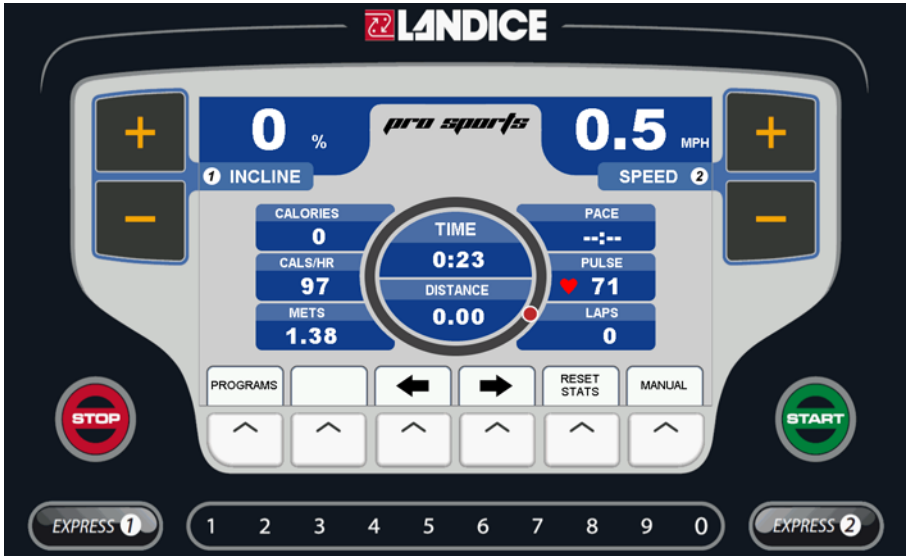 LANDICE
0 %
pro sports
0.5 MPH
1 INCLINE
SPEED 2
CALORIES
0
TIME
0:23
PACE
--:--
CALS/HR
97
DISTANCE
0.00
PULSE
71
METS
1.38
LAPS
0
PROGRAMS
RESET
STATS
MANUAL
STOP
START
EXPRESS 1
1 2 3 4 5 6 7 8 9 0
EXPRESS 2